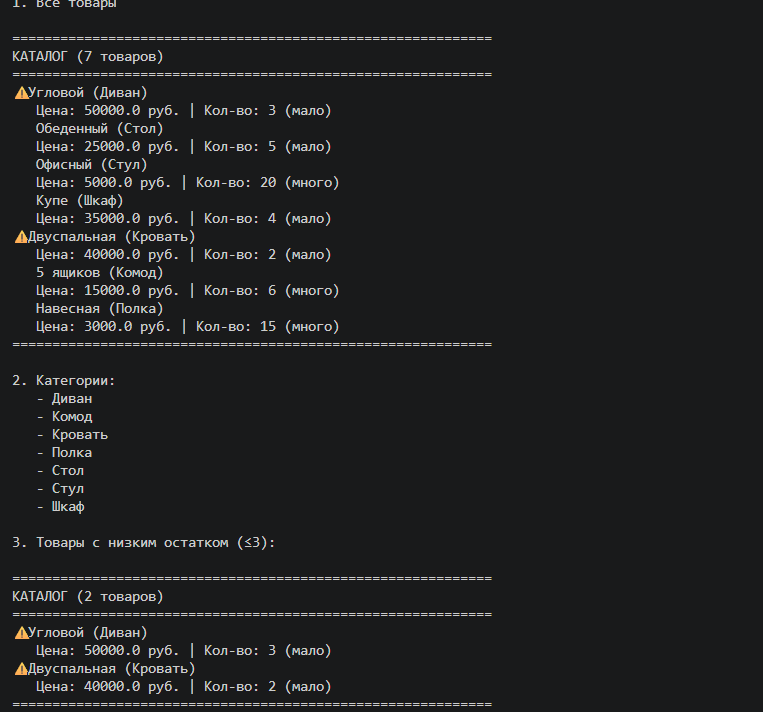 1. Все товары
============================================================
КАТАЛОГ (7 товаров)
============================================================
⚠️Угловой (Диван)
Цена: 50000.0 руб. | Кол-во: 3 (мало)
Обеденный (Стол)
Цена: 25000.0 руб. | Кол-во: 5 (мало)
Офисный (Стул)
Цена: 5000.0 руб. | Кол-во: 20 (много)
Купе (Шкаф)
Цена: 35000.0 руб. | Кол-во: 4 (мало)
⚠️Двуспальная (Кровать)
Цена: 40000.0 руб. | Кол-во: 2 (мало)
5 ящиков (Комод)
Цена: 15000.0 руб. | Кол-во: 6 (много)
Навесная (Полка)
Цена: 3000.0 руб. | Кол-во: 15 (много)
============================================================
2. Категории:
- Диван
- Комод
- Кровать
- Полка
- Стол
- Стул
- Шкаф
3. Товары с низким остатком (≤3):
============================================================
КАТАЛОГ (2 товаров)
============================================================
⚠️Угловой (Диван)
Цена: 50000.0 руб. | Кол-во: 3 (мало)
⚠️Двуспальная (Кровать)
Цена: 40000.0 руб. | Кол-во: 2 (мало)
============================================================